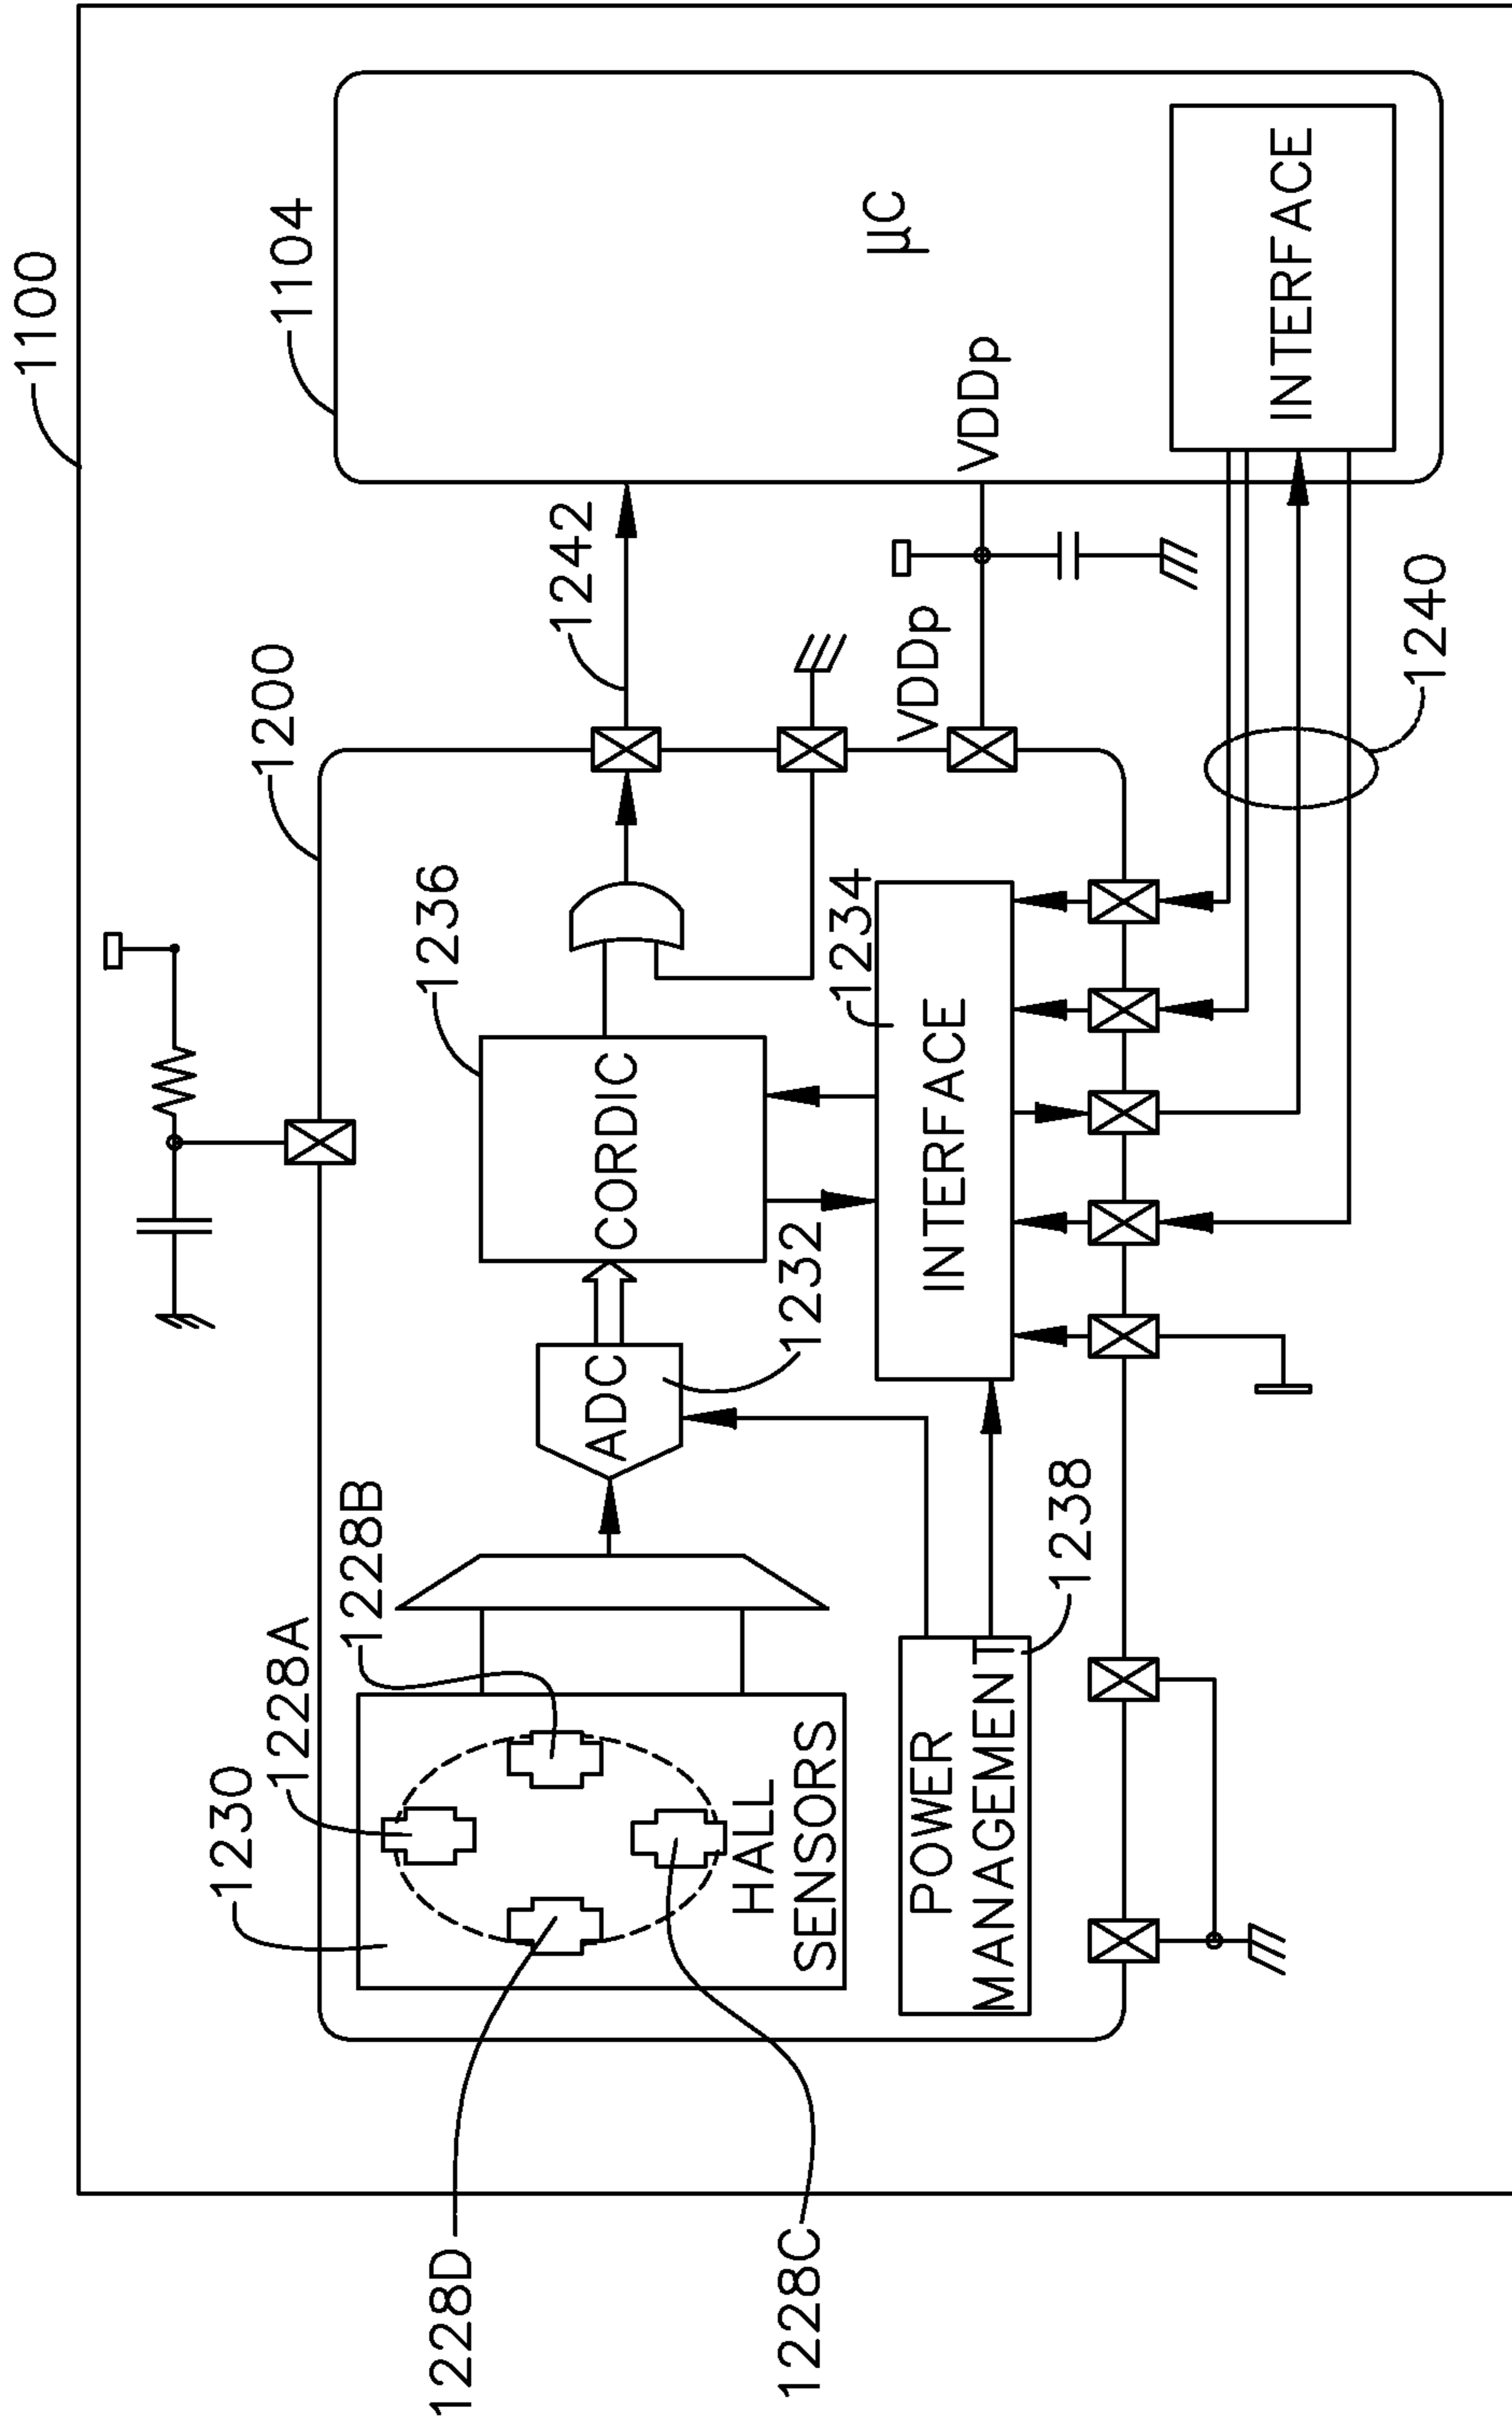 1100
1104
1200
1242
µC
VDDp
VDDp
INTERFACE
1240
1236
1234
CORDIC
INTERFACE
1232
ADC
1228B
1228A
1230
HALL
SENSORS
1238
POWER
MANAGEMENT
1228D
1228C